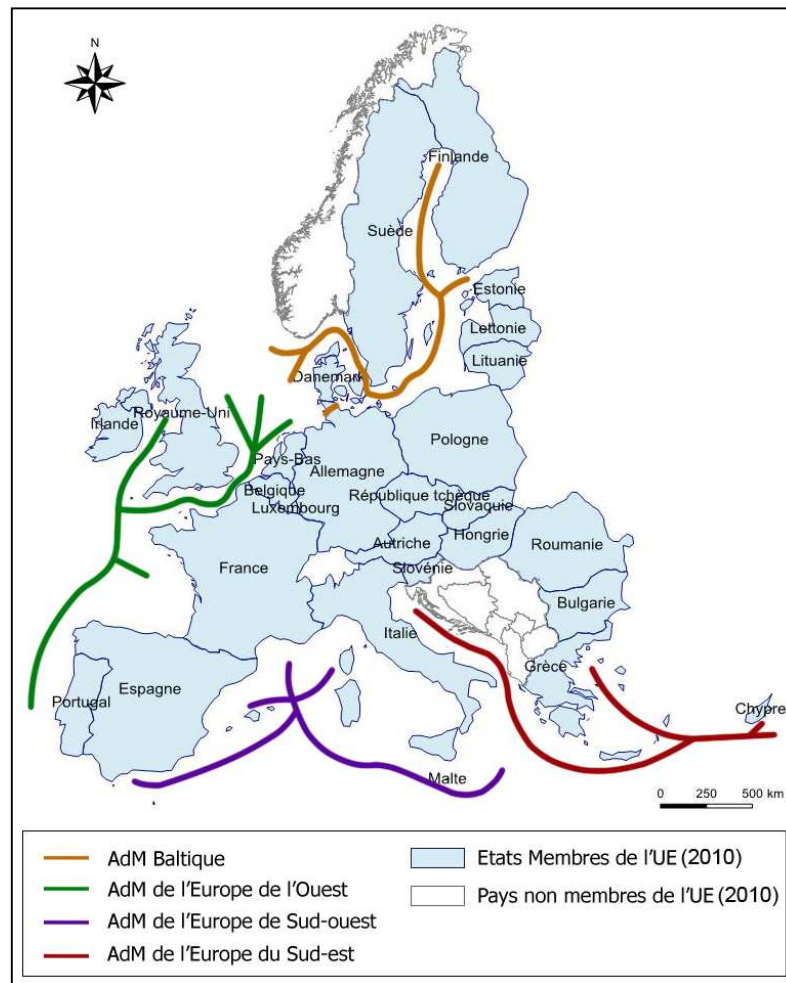 N
Finlande
Suède
Estonie
Lettonie
Lituanie
Danemark
Royaume-Uni
Irlande
Pays-Bas
Pologne
Allemagne
Belgique
République tchèque
Luxembourg
Slovaquie
Autriche
Hongrie
France
Roumanie
Slovénie
Bulgarie
Italie
Grèce
Portugal
Espagne
Chypre
Malte
0 250 500 km
AdM Baltique
AdM de l'Europe de l'Ouest
AdM de l'Europe de Sud-ouest
AdM de l'Europe du Sud-est
Etats Membres de l'UE (2010)
Pays non membres de l'UE (2010)